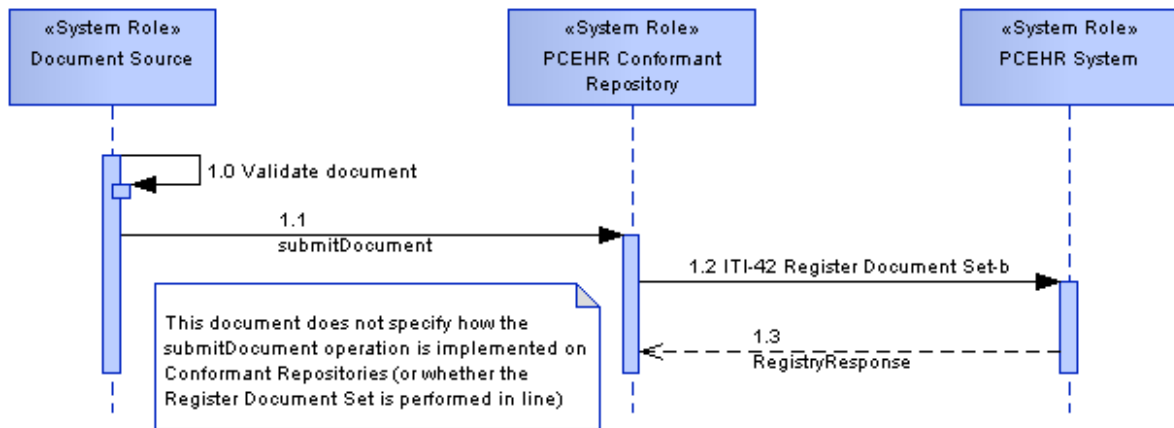 «System Role»
Document Source
«System Role»
PCEHR Conformant
Repository
«System Role»
PCEHR System
1.0 Validate document
1.1
submitDocument
1.2 ITI-42 Register Document Set-b
This document does not specify how the
submitDocument operation is implemented on
Conformant Repositories (or whether the
Register Document Set is performed in line)
1.3
RegistryResponse